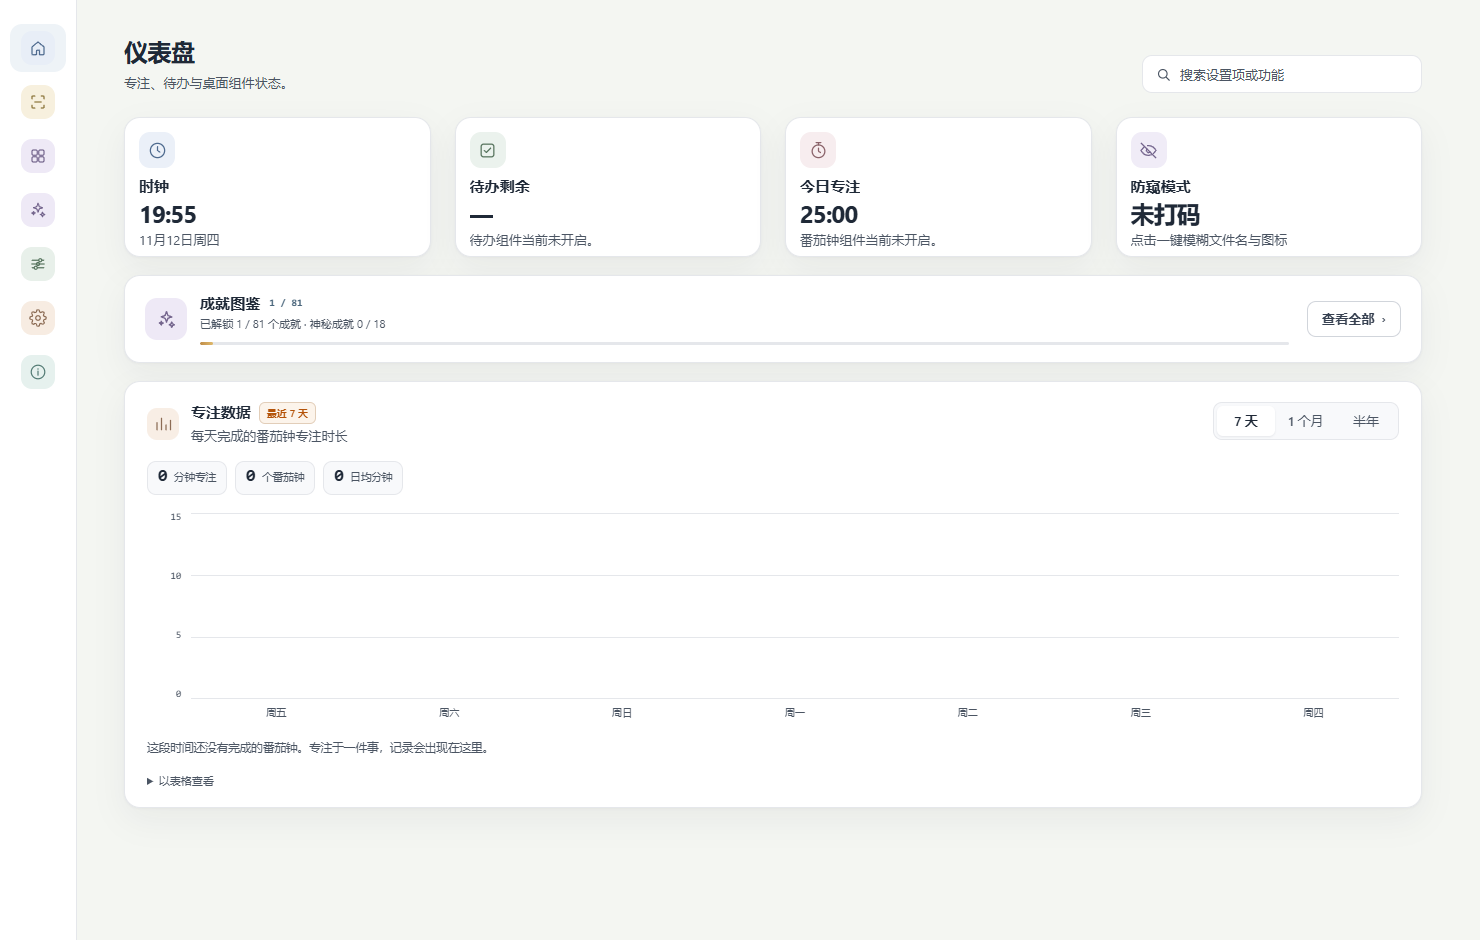 仪表盘
专注、待办与桌面组件状态。
搜索设置项或功能
时钟
19:55
11月12日周四
待办剩余
—
待办组件当前未开启。
今日专注
25:00
番茄钟组件当前未开启。
防窥模式
未打码
点击一键模糊文件名与图标
成就图鉴 1 / 81
已解锁 1 / 81 个成就 · 神秘成就 0 / 18
查看全部 ›
专注数据 最近 7 天
每天完成的番茄钟专注时长
7 天 1 个月 半年
0 分钟专注 0 个番茄钟 0 日均分钟
15
10
5
0
周五 周六 周日 周一 周二 周三 周四
这段时间还没有完成的番茄钟。专注于一件事，记录会出现在这里。
▶ 以表格查看